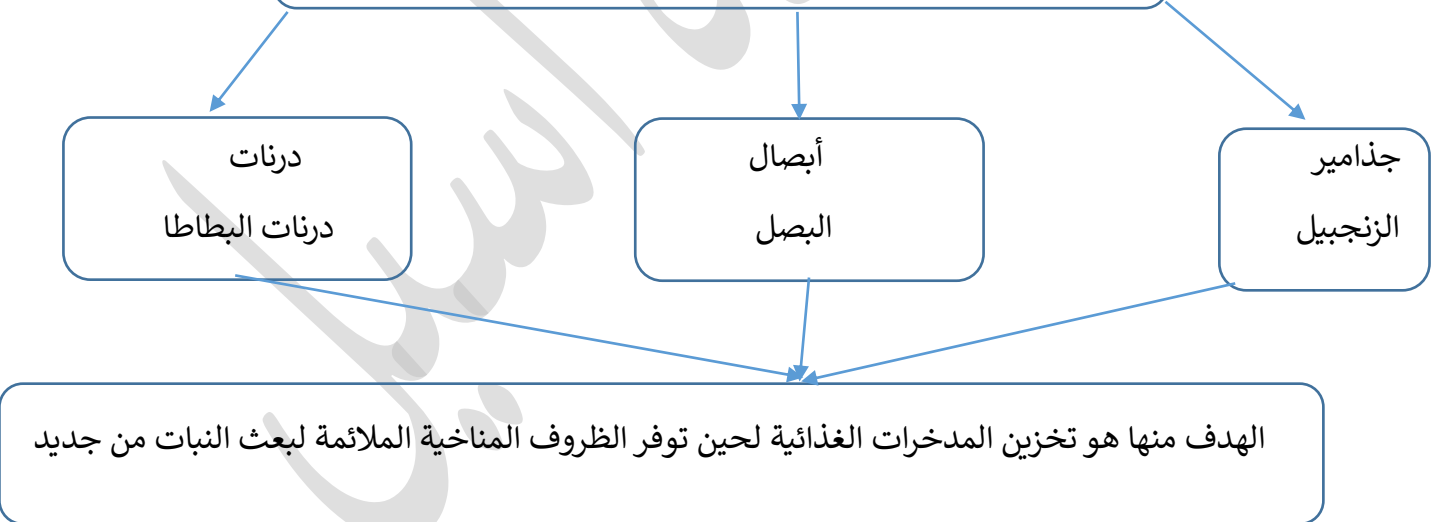 جذامير
الزنجبيل
أبصال
البصل
درنات
درنات البطاطا
الهدف منها هو تخزين المدخرات الغذائية لحين توفر الظروف المناخية الملائمة لبعث النبات من جديد